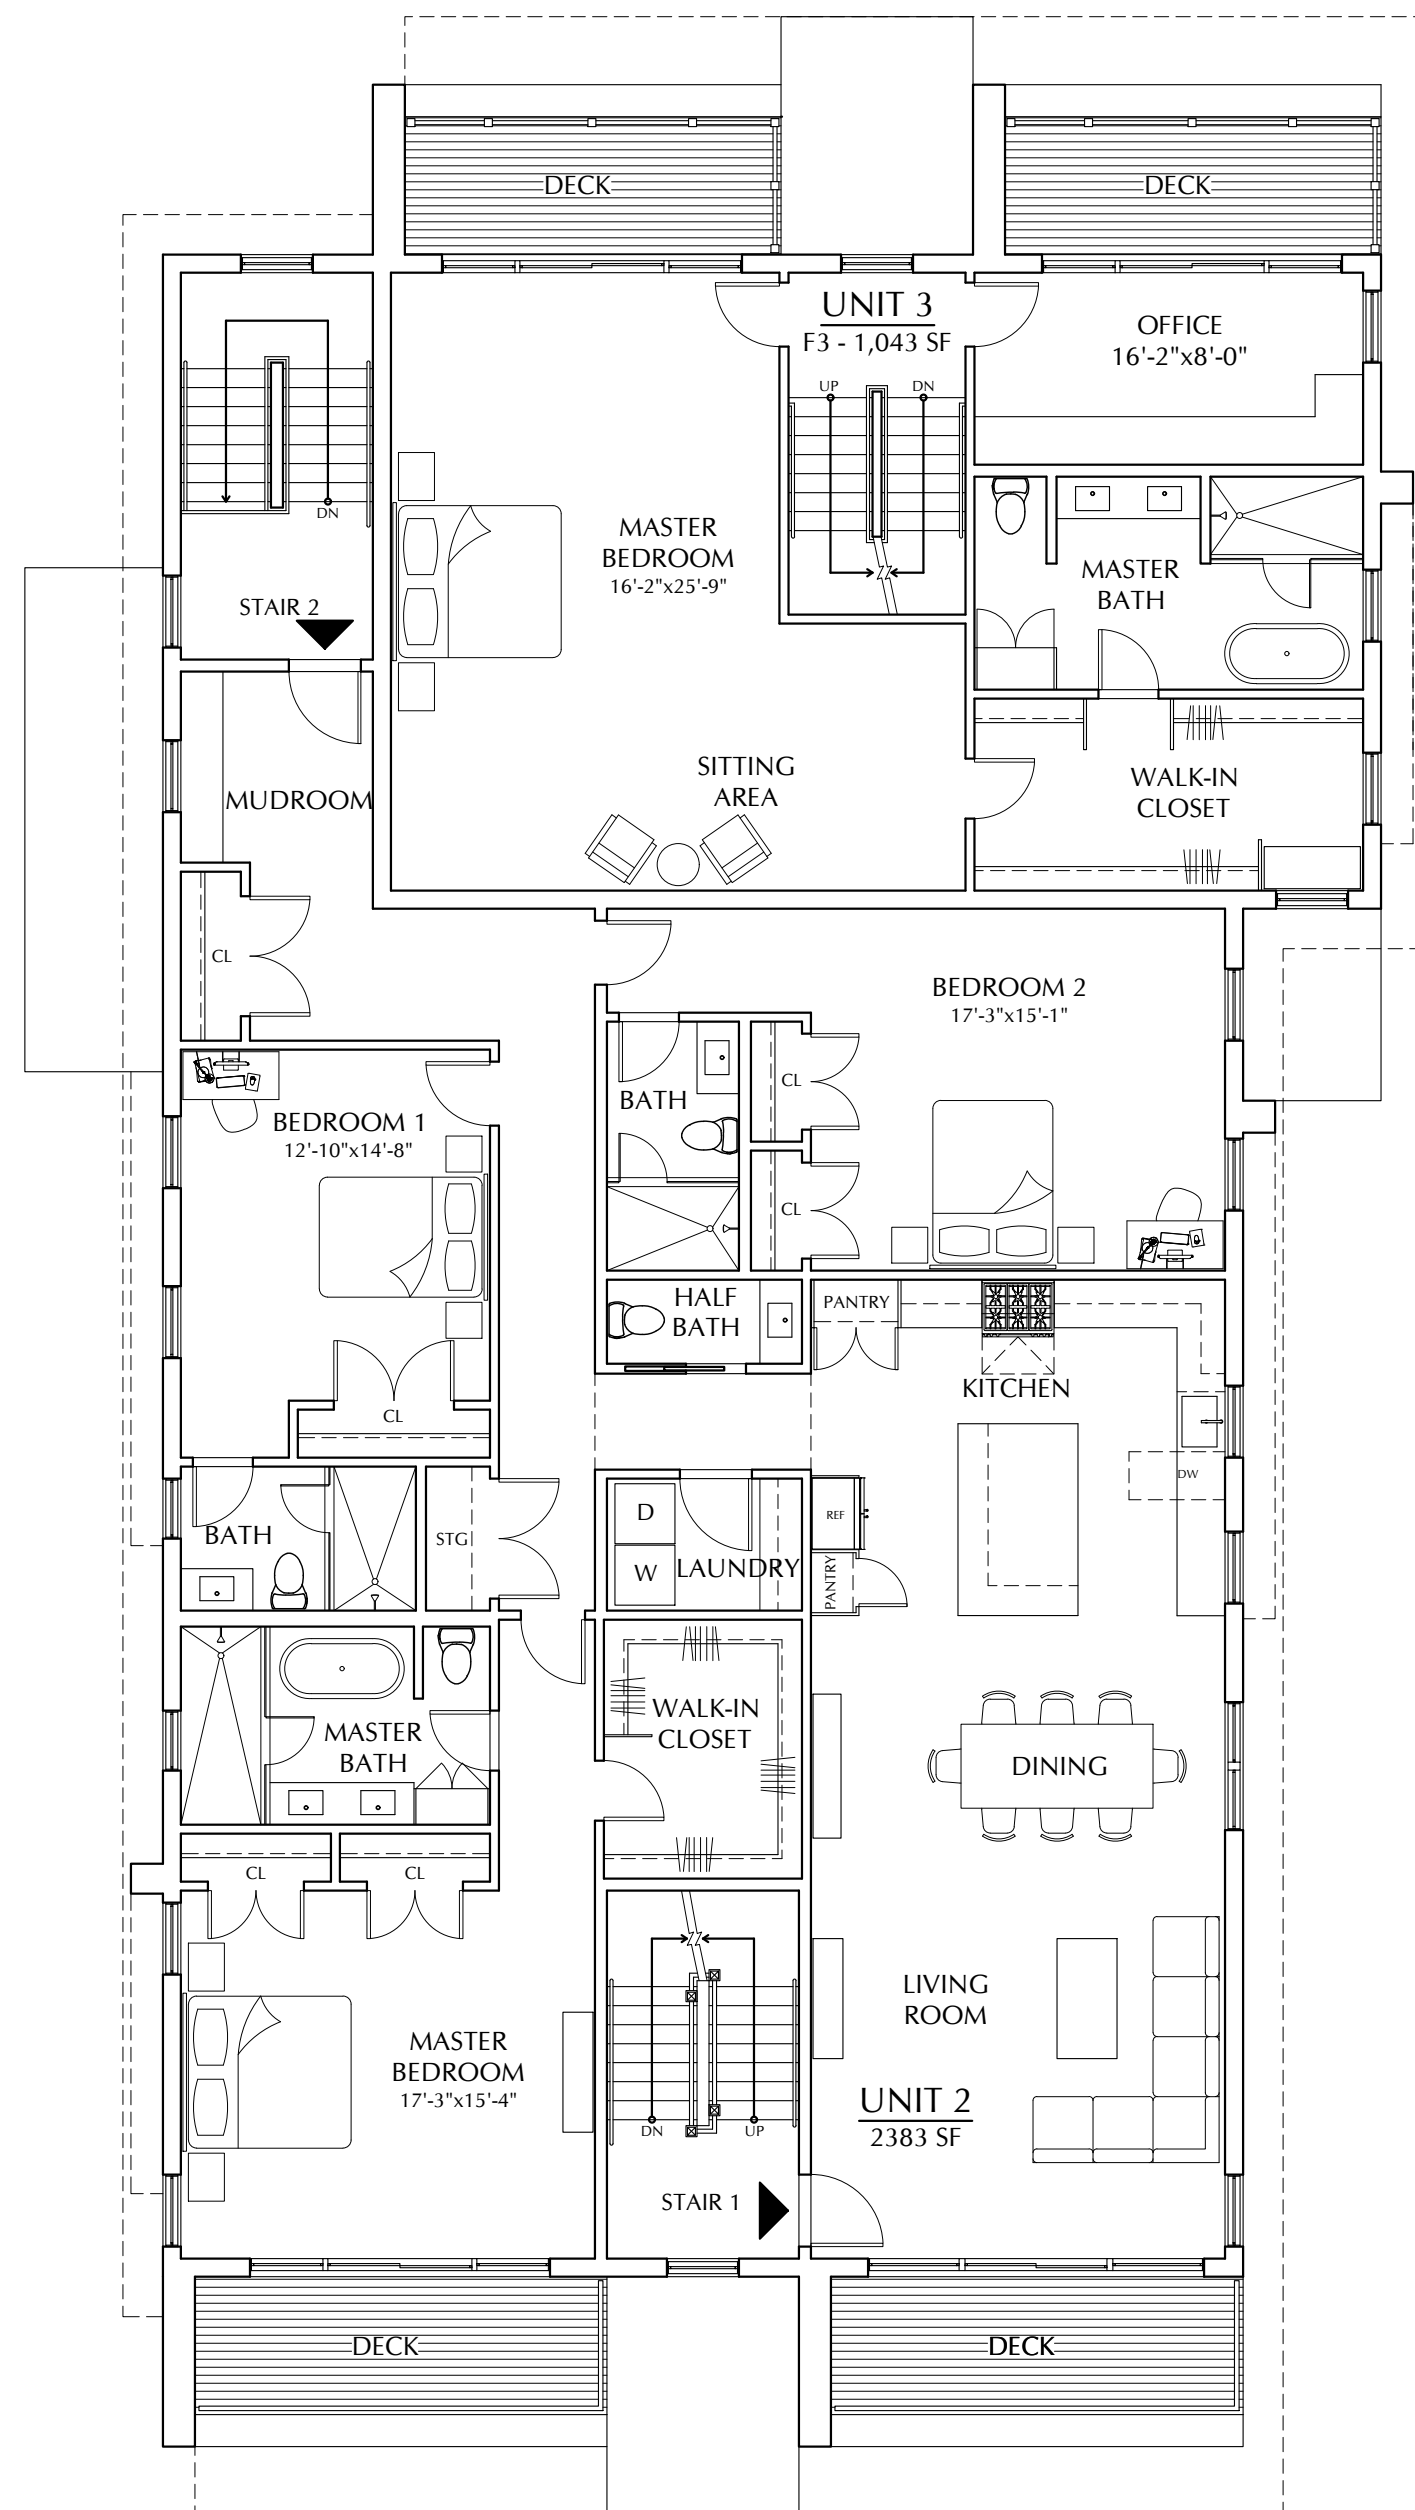 DECK
DECK
UNIT 3
F3 - 1,043 SF
OFFICE
16'-2"x8'-0"
UP
DN
DN
MASTER
BEDROOM
16'-2"x25'-9"
MASTER
BATH
STAIR 2
SITTING
AREA
WALK-IN
CLOSET
MUDROOM
CL
BEDROOM 2
17'-3"x15'-1"
BATH
CL
BEDROOM 1
12'-10"x14'-8"
CL
HALF
BATH
PANTRY
KITCHEN
CL
DW
BATH
STG
D
W
LAUNDRY
REF
PANTRY
MASTER
BATH
WALK-IN
CLOSET
DINING
CL
CL
LIVING
ROOM
MASTER
BEDROOM
17'-3"x15'-4"
DN
UP
UNIT 2
2383 SF
STAIR 1
DECK
DECK